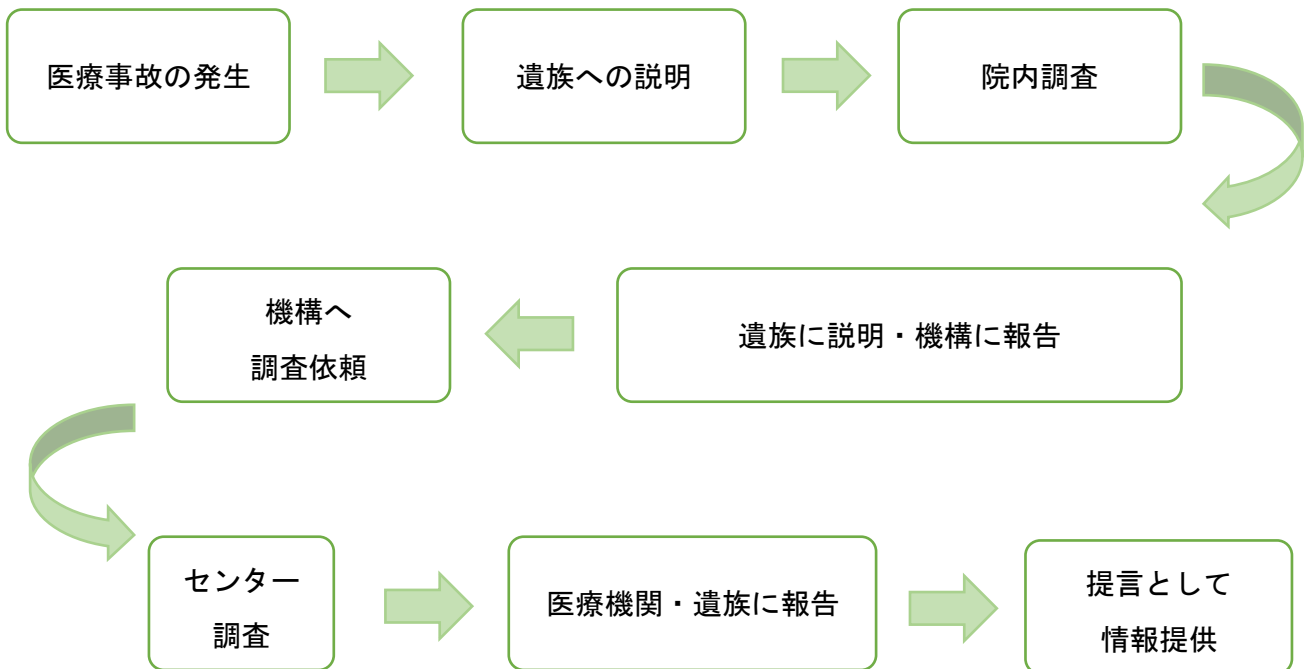 医療事故の発生
遺族への説明
院内調査
遺族に説明・機構に報告
機構へ
調査依頼
センター
調査
医療機関・遺族に報告
提言として
情報提供